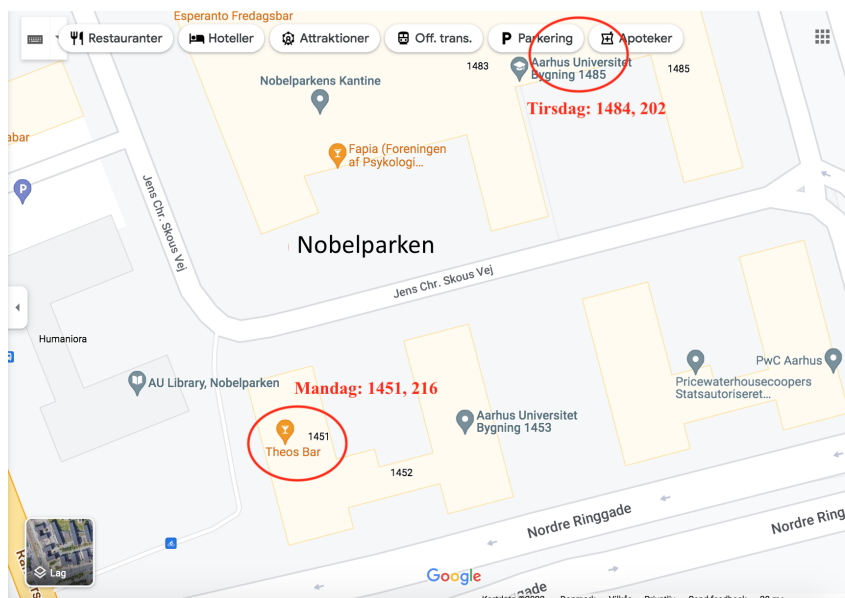 Esperanto Fredagsbar
Restauranter
Hoteller
Attraktioner
Off. trans.
P Parkering
Apoteker
1483
Aarhus Universitet
Bygning 1485
1485
Nobelparkens Kantine
Tirsdag: 1484, 202
abar
Fapia (Foreningen
af Psykologi...
P
Jens Chr. Skous Vej
Nobelparken
Jens Chr. Skous Vej
Humaniora
PwC Aarhus
AU Library, Nobelparken
Mandag: 1451, 216
Pricewaterhousecoopers
Statsautoriseret...
Aarhus Universitet
Bygning 1453
1451
Theos Bar
1452
Nordre Ringgade
Nordre Ring
Lag
Google
gade